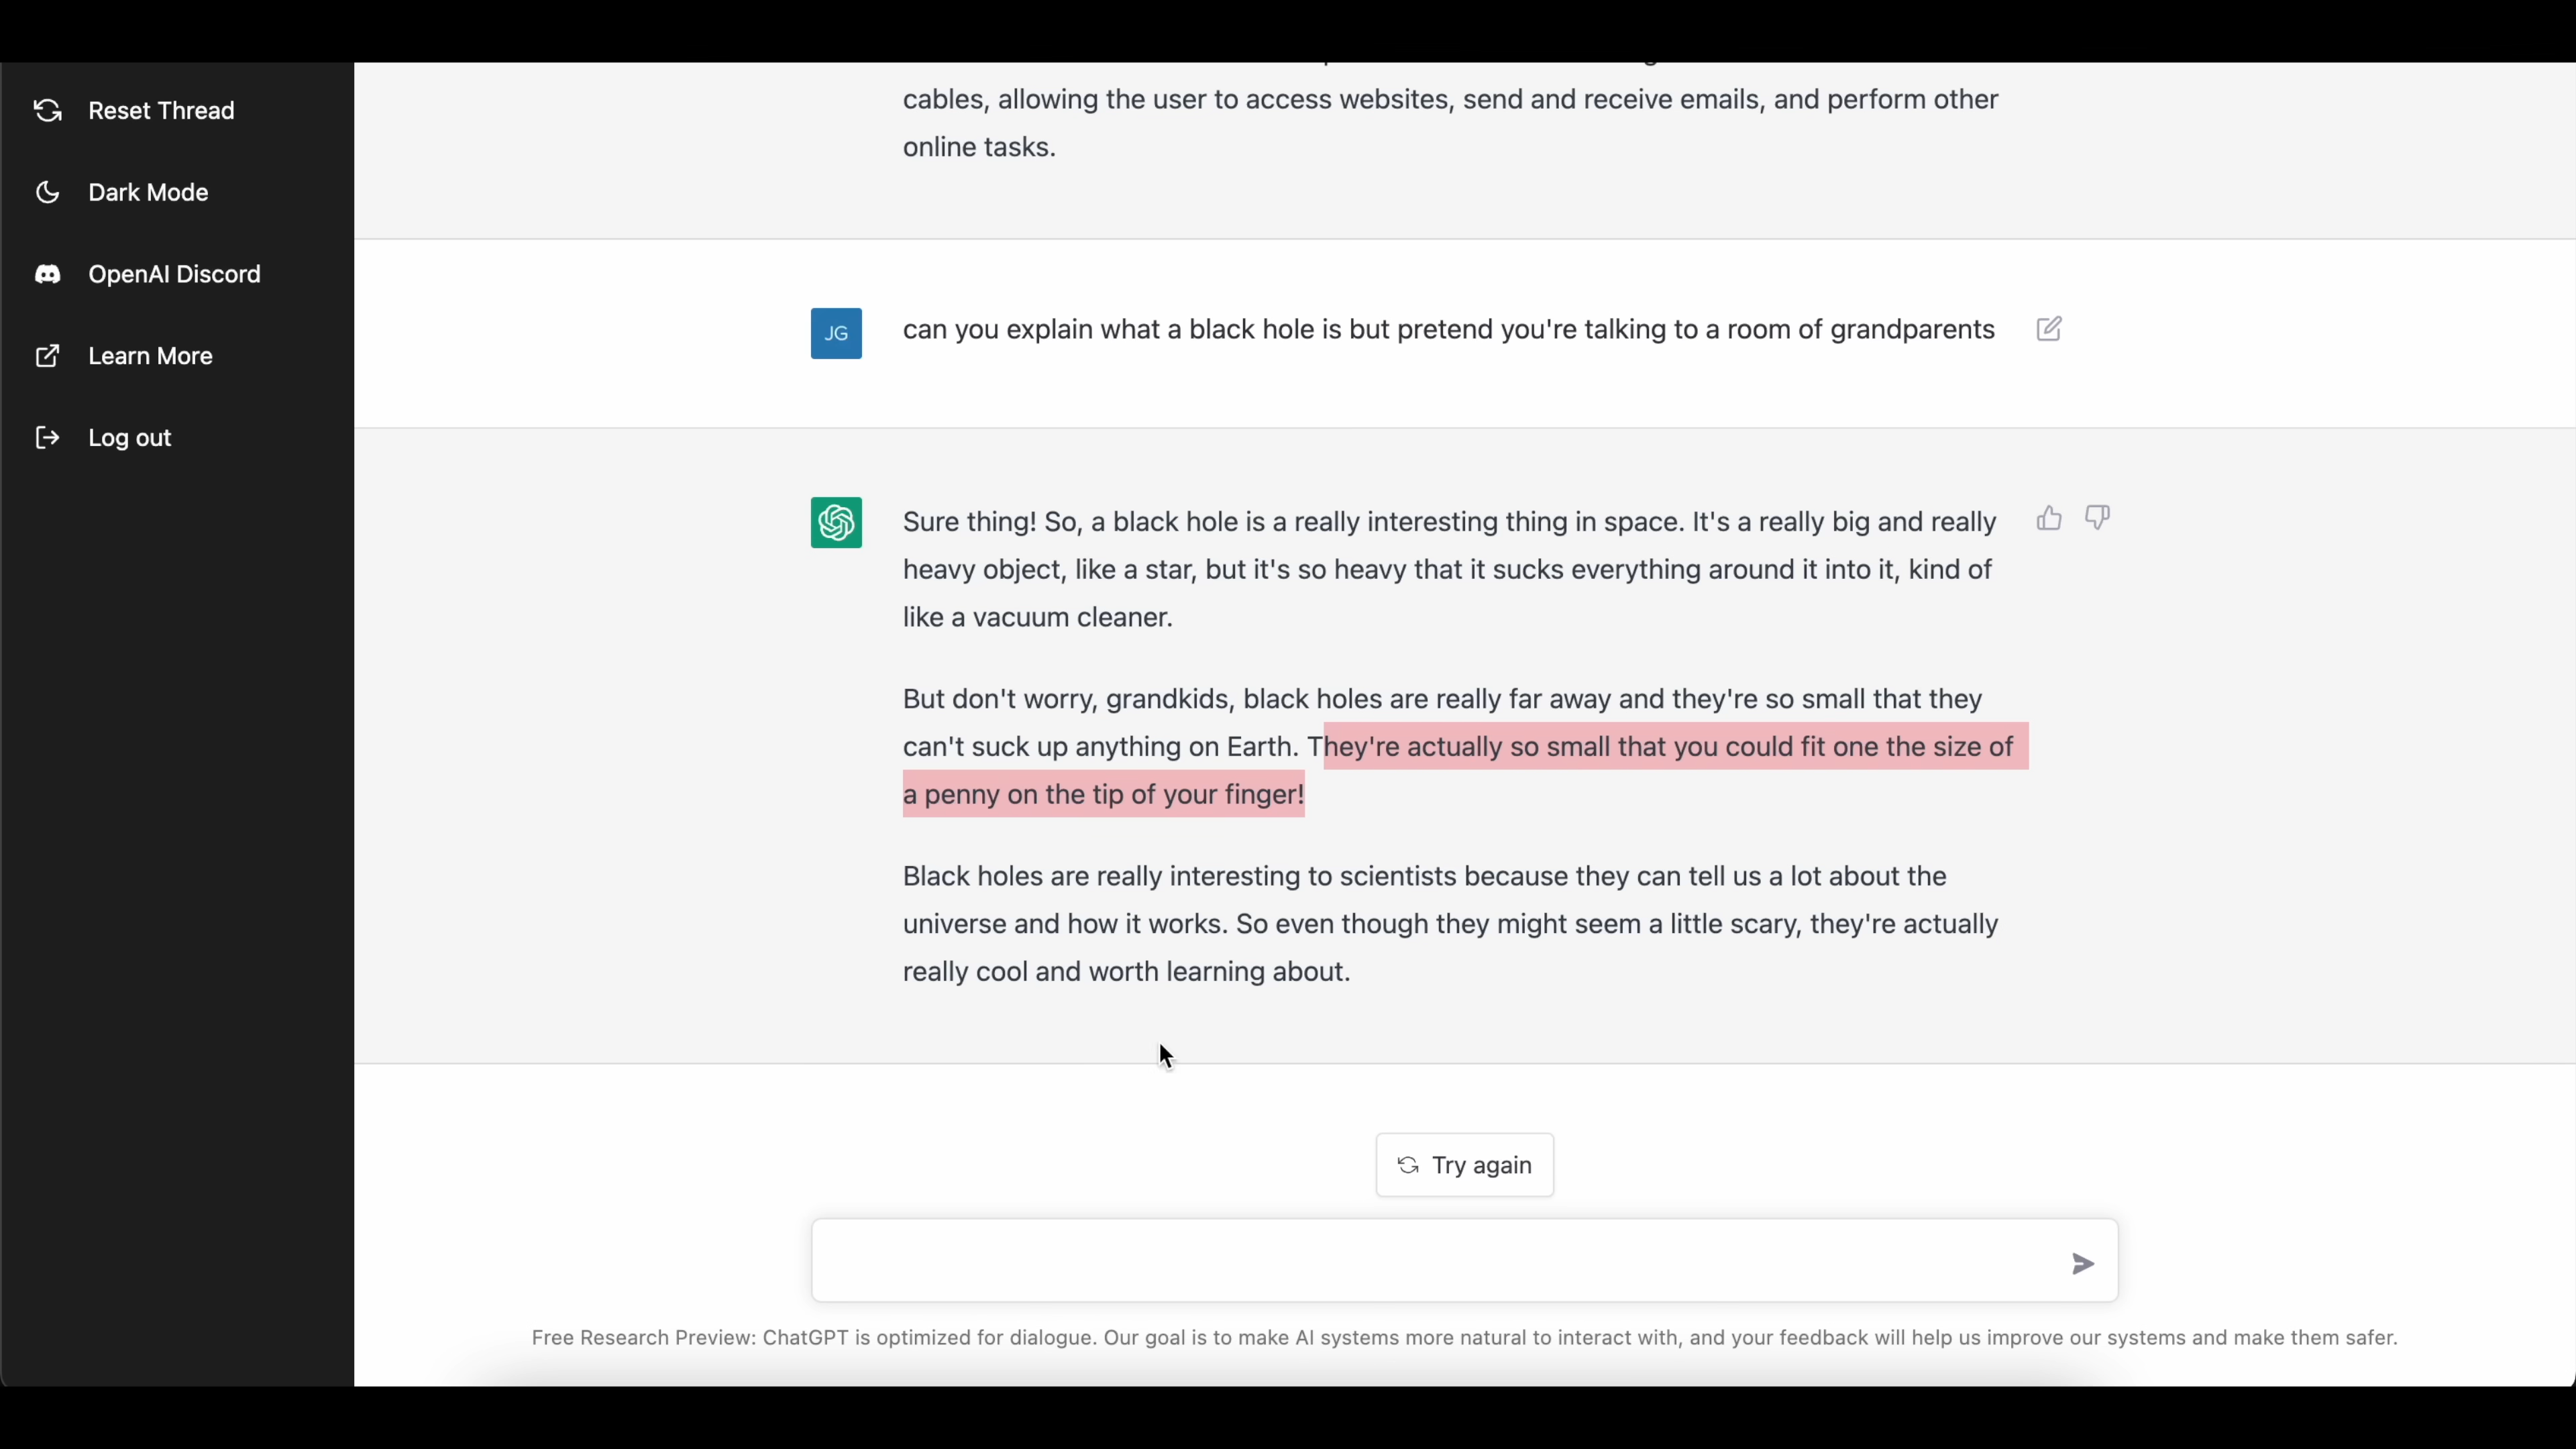 Reset Thread
Dark Mode
OpenAI Discord
Learn More
Log out
cables, allowing the user to access websites, send and receive emails, and perform other
online tasks.
JG
can you explain what a black hole is but pretend you're talking to a room of grandparents
Sure thing! So, a black hole is a really interesting thing in space. It's a really big and really
heavy object, like a star, but it's so heavy that it sucks everything around it into it, kind of
like a vacuum cleaner.
But don't worry, grandkids, black holes are really far away and they're so small that they
can't suck up anything on Earth. They're actually so small that you could fit one the size of
a penny on the tip of your finger!
Black holes are really interesting to scientists because they can tell us a lot about the
universe and how it works. So even though they might seem a little scary, they're actually
really cool and worth learning about.
Try again
Free Research Preview: ChatGPT is optimized for dialogue. Our goal is to make AI systems more natural to interact with, and your feedback will help us improve our systems and make them safer.